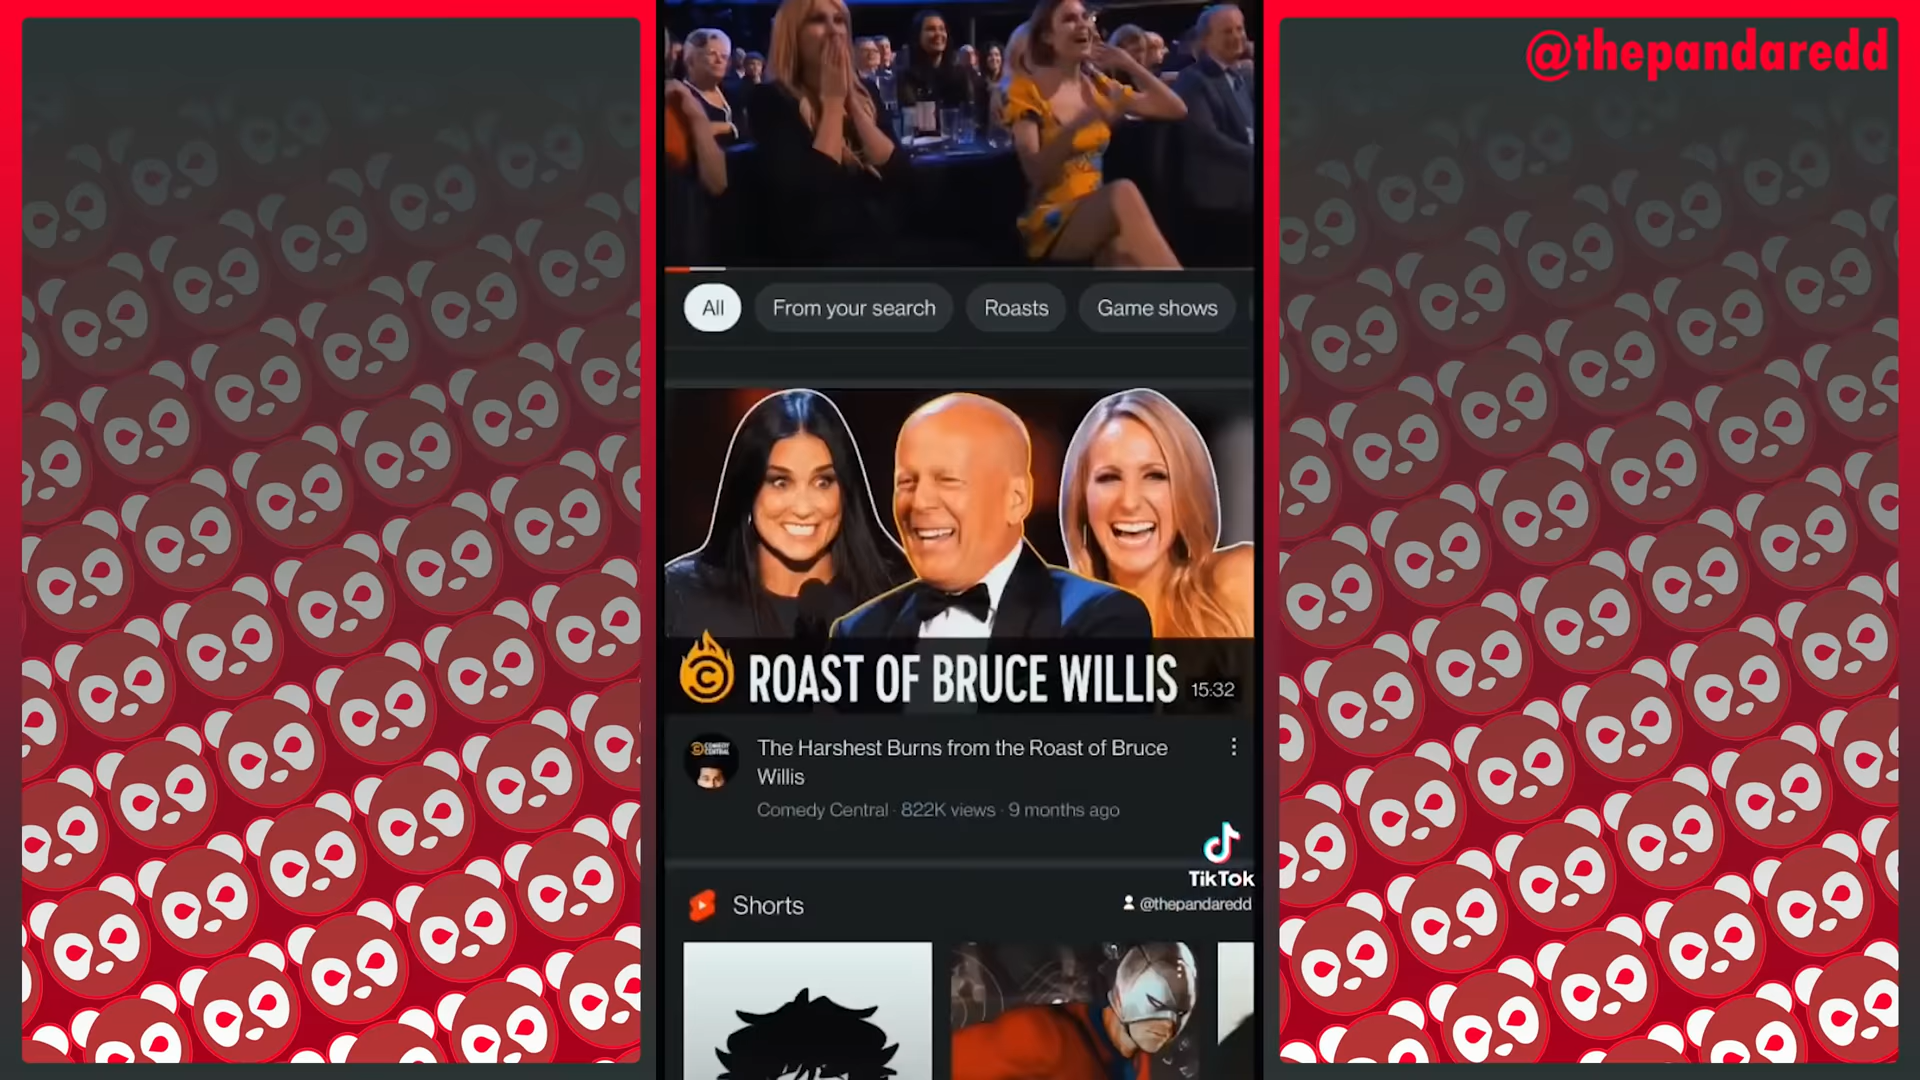 @thepandaredd
All
From your search
Roasts
Game shows
ROAST OF BRUCE WILLIS
15:32
The Harshest Burns from the Roast of Bruce
Willis
Comedy Central · 822K views · 9 months ago
TikTok
@thepandaredd
Shorts